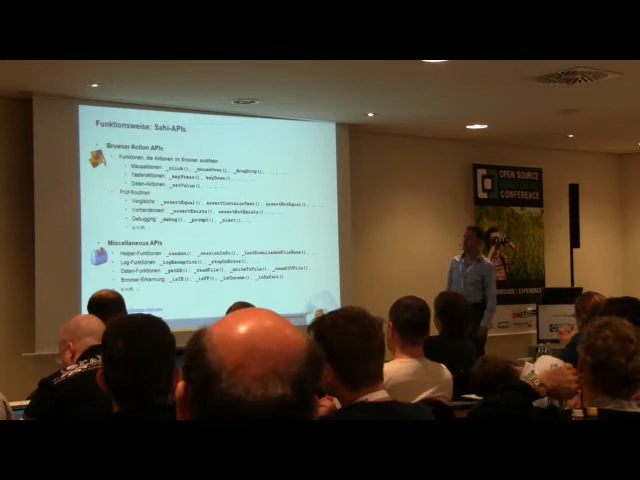 Funktionsweise: Sahi-APIs
Browser Action APIs
Funktionen, die Aktionen im Browser auslösen
Mausaktionen: _click(), _mouseOver(), _dragDrop(), ... , ...
Tastenaktionen: _keyPress(), _keyDown(), ... , ...
Daten-Aktionen: _setValue(), ... , ...
Prüf-Routinen
Vergleiche: _assertEqual(), _assertContainsText(), _assertNotEqual(), ... , ...
Vorhandensein: _assertExists(), _assertNotExists(), ... , ...
Debugging: _debug(), _prompt(), _alert(), ... , ...
u.v.m.
Miscellaneous APIs
Helper-Funktionen: _random(), _sessionInfo(), _lastDownloadedFileName(), ...
Log-Funktionen: _logException(), _stopOnError(), ...
Daten-Funktionen: _getDB(), _readFile(), _writeToFile(), _readCSVFile(), ...
Browser-Erkennung: _isIE(), _isFF(), _isChrome(), _isSafari()
u.v.m.
OPEN SOURCE
CONFERENCE